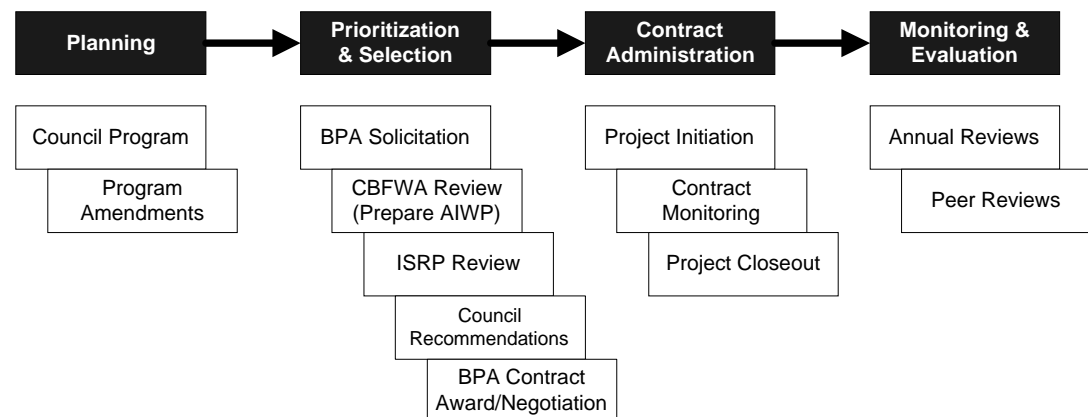 Planning
Prioritization
& Selection
Contract
Administration
Monitoring &
Evaluation
Council Program
Program
Amendments
BPA Solicitation
CBFWA Review
(Prepare AIWP)
ISRP Review
Council
Recommendations
BPA Contract
Award/Negotiation
Project Initiation
Contract
Monitoring
Project Closeout
Annual Reviews
Peer Reviews